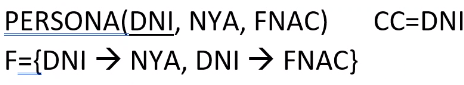 PERSONA(DNI, NYA, FNAC) CC=DNI
F={DNI → NYA, DNI → FNAC}